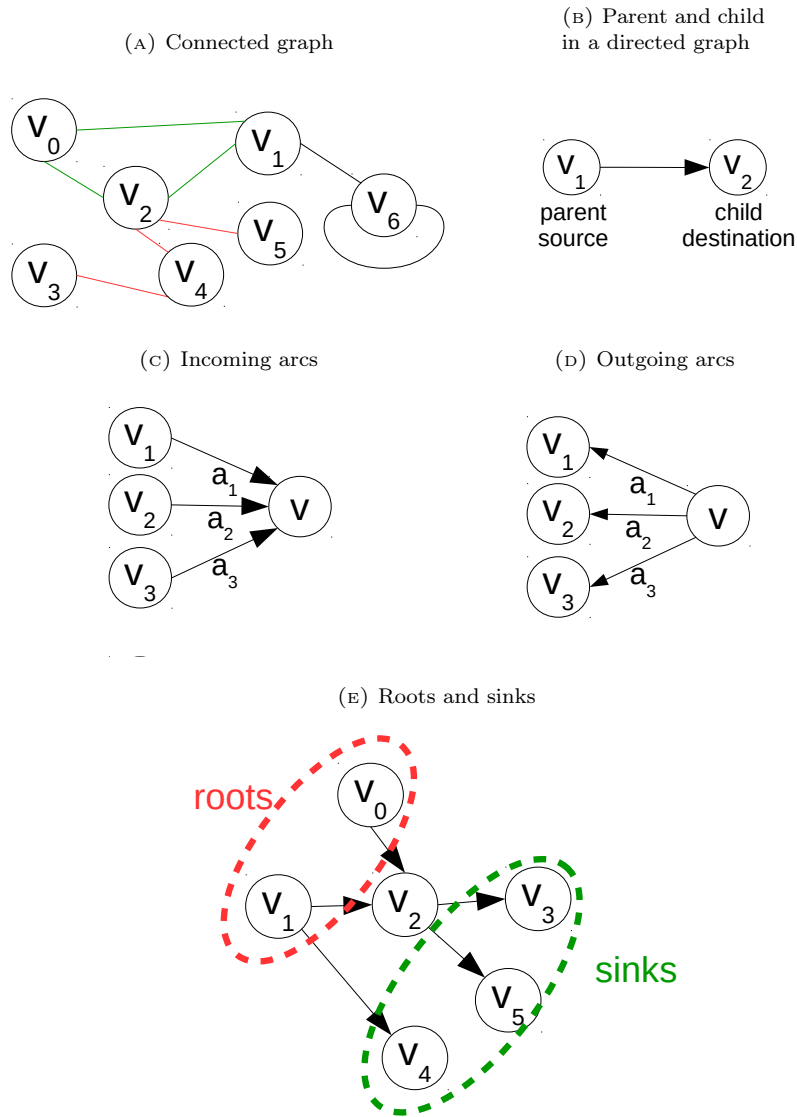 (A) Connected graph
(B) Parent and child
in a directed graph
V0
V1
V2
V6
V5
V3
V4
V1
V2
parent
source
child
destination
(C) Incoming arcs
(D) Outgoing arcs
V1
V2
V3
a1
a2
a3
V
V1
V2
V3
a1
a2
a3
V
(E) Roots and sinks
roots
V0
V1
V2
V3
sinks
V5
V4